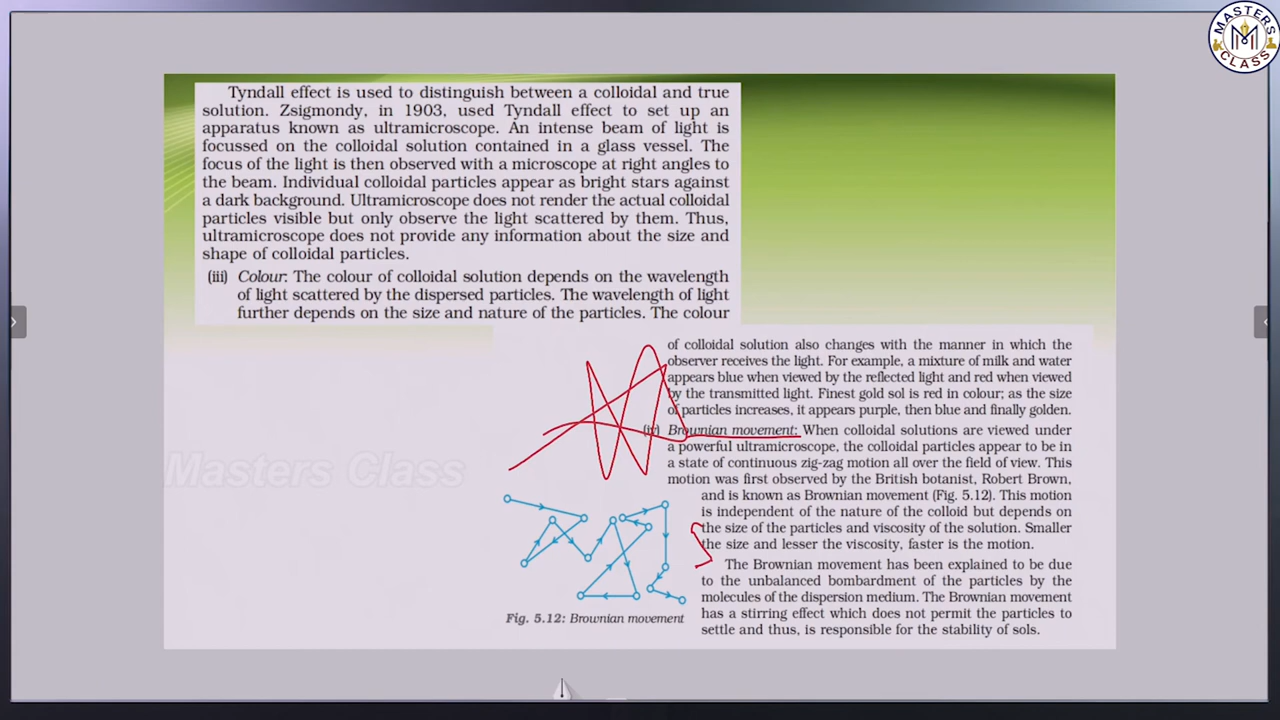 MASTERS
M
CLASS
Tyndall effect is used to distinguish between a colloidal and true
solution. Zsigmondy, in 1903, used Tyndall effect to set up an
apparatus known as ultramicroscope. An intense beam of light is
focussed on the colloidal solution contained in a glass vessel. The
focus of the light is then observed with a microscope at right angles to
the beam. Individual colloidal particles appear as bright stars against
a dark background. Ultramicroscope does not render the actual colloidal
particles visible but only observe the light scattered by them. Thus,
ultramicroscope does not provide any information about the size and
shape of colloidal particles.
(iii) Colour: The colour of colloidal solution depends on the wavelength
of light scattered by the dispersed particles. The wavelength of light
further depends on the size and nature of the particles. The colour
of colloidal solution also changes with the manner in which the
observer receives the light. For example, a mixture of milk and water
appears blue when viewed by the reflected light and red when viewed
by the transmitted light. Finest gold sol is red in colour; as the size
of particles increases, it appears purple, then blue and finally golden.
(iv) Brownian movement: When colloidal solutions are viewed under
a powerful ultramicroscope, the colloidal particles appear to be in
a state of continuous zig-zag motion all over the field of view. This
motion was first observed by the British botanist, Robert Brown,
and is known as Brownian movement (Fig. 5.12). This motion
is independent of the nature of the colloid but depends on
the size of the particles and viscosity of the solution. Smaller
the size and lesser the viscosity, faster is the motion.
The Brownian movement has been explained to be due
to the unbalanced bombardment of the particles by the
molecules of the dispersion medium. The Brownian movement
has a stirring effect which does not permit the particles to
settle and thus, is responsible for the stability of sols.
Fig. 5.12: Brownian movement
Masters Class